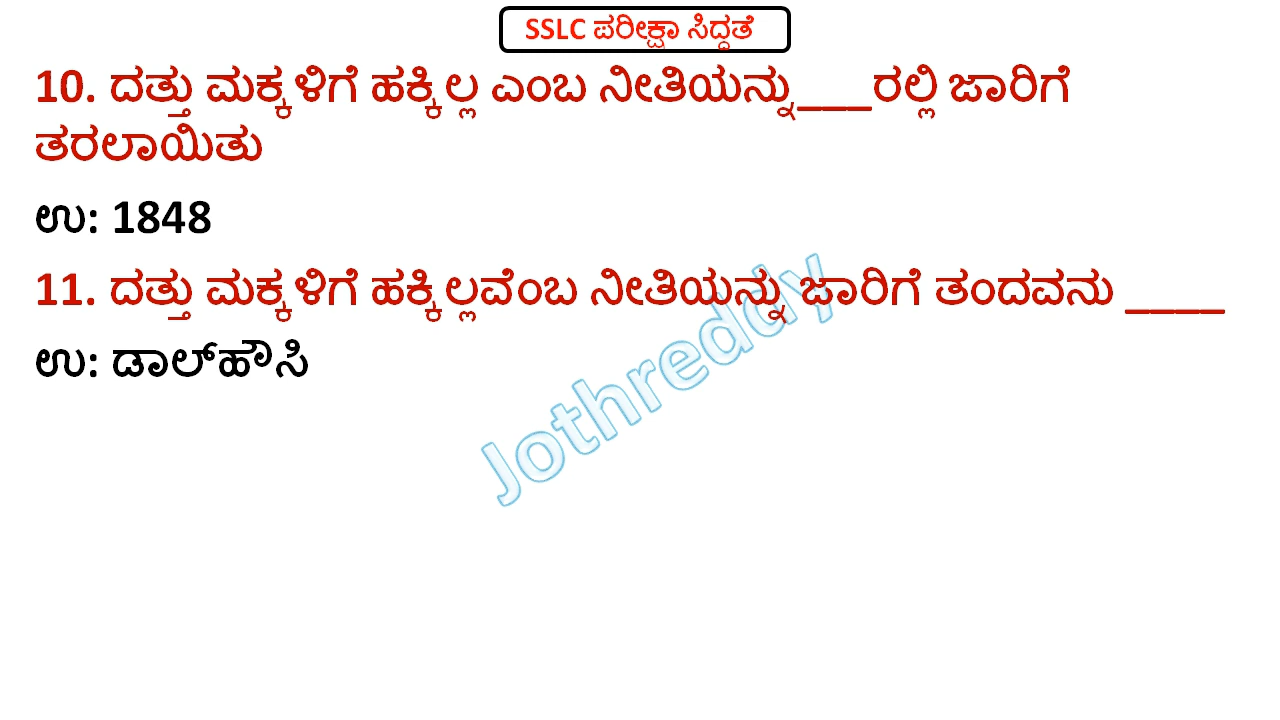 SSLC ಪರೀಕ್ಷಾ ಸಿದ್ಧತೆ
10. ದತ್ತು ಮಕ್ಕಳಿಗೆ ಹಕ್ಕಿಲ್ಲ ಎಂಬ ನೀತಿಯನ್ನು___ರಲ್ಲಿ ಜಾರಿಗೆ
ತರಲಾಯಿತು
ಉ: 1848
11. ದತ್ತು ಮಕ್ಕಳಿಗೆ ಹಕ್ಕಿಲ್ಲವೆಂಬ ನೀತಿಯನ್ನು ಜಾರಿಗೆ ತಂದವನು ____
ಉ: ಡಾಲ್‌ಹೌಸಿ
Jothreddy